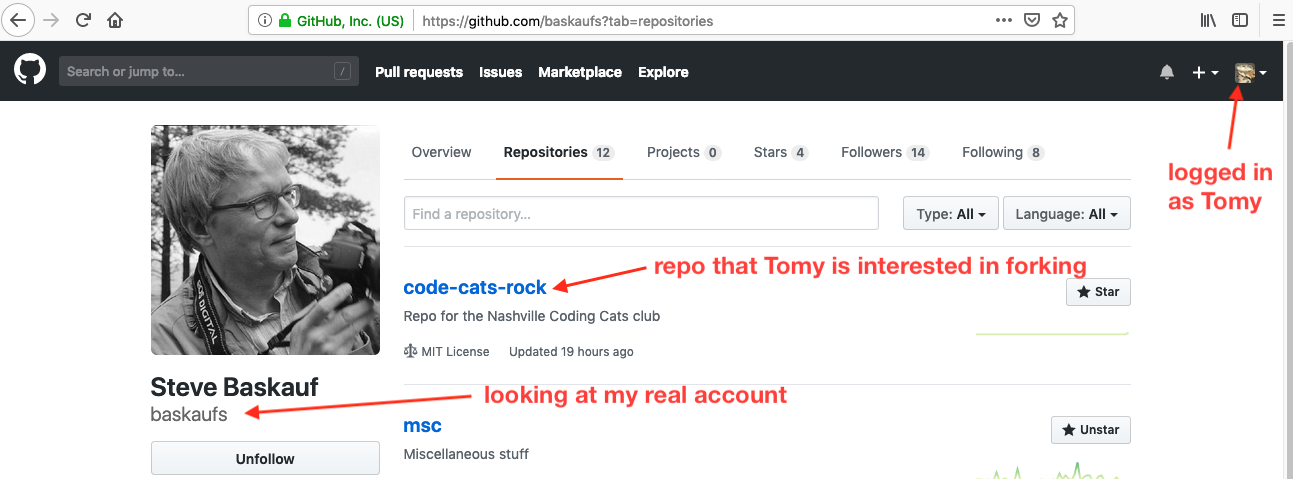 GitHub, Inc. (US) https://github.com/baskaufs?tab=repositories
Search or jump to... / Pull requests Issues Marketplace Explore
logged in
as Tomy
Overview Repositories 12 Projects 0 Stars 4 Followers 14 Following 8
Find a repository... Type: All Language: All
repo that Tomy is interested in forking
code-cats-rock
Star
Repo for the Nashville Coding Cats club
MIT License Updated 19 hours ago
EOS DIGITAL
Steve Baskauf
baskaufs
looking at my real account
Unfollow
msc
Unstar
Miscellaneous stuff